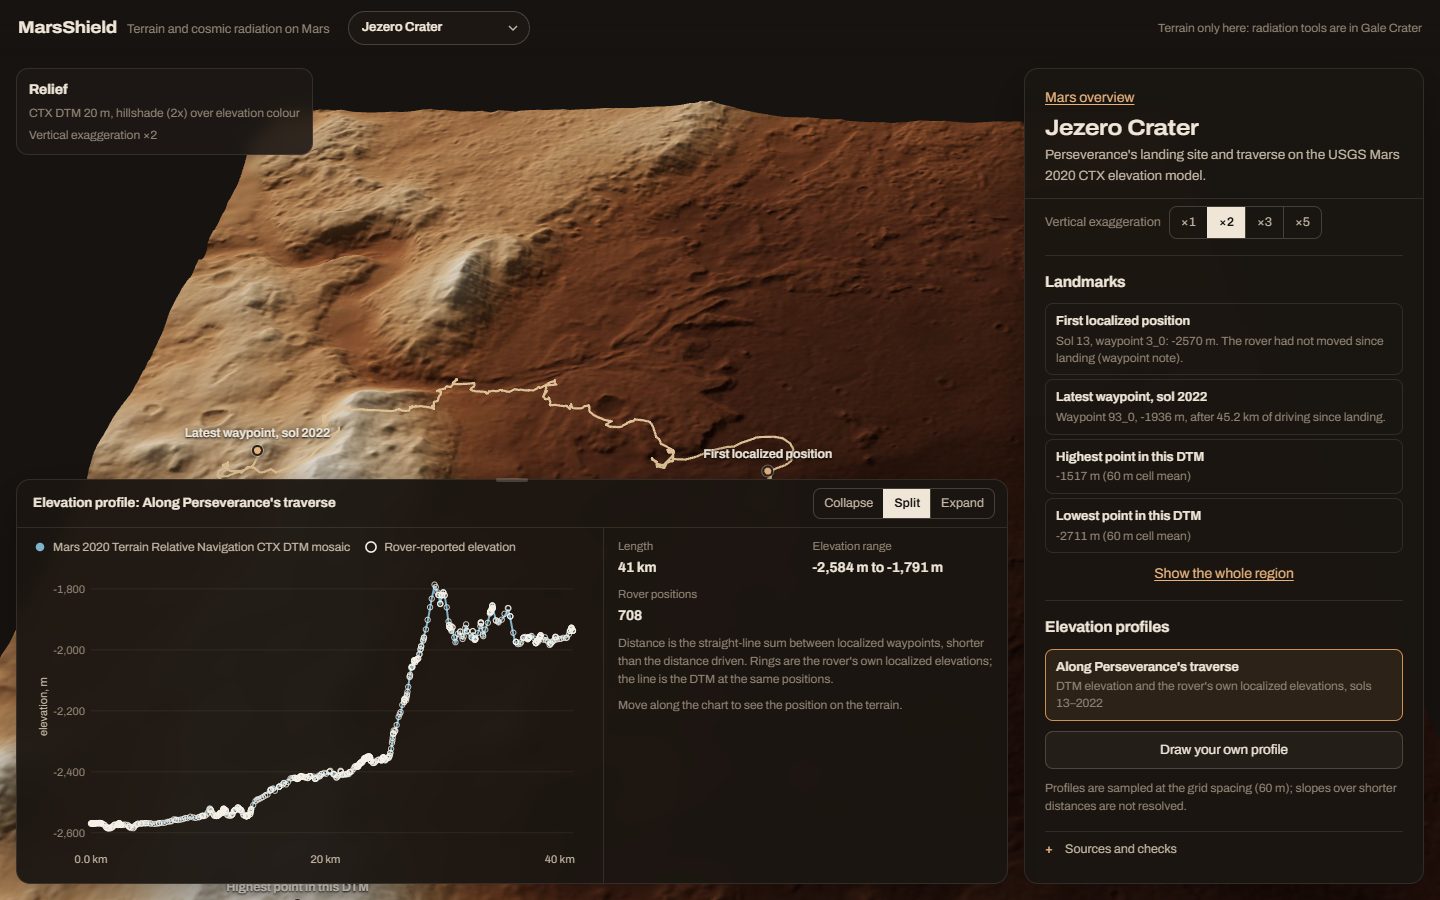 MarsShield
Terrain and cosmic radiation on Mars
Jezero Crater
Terrain only here: radiation tools are in Gale Crater
Relief
CTX DTM 20 m, hillshade (2x) over elevation colour
Vertical exaggeration ×2
Latest waypoint, sol 2022
First localized position
Highest point in this DTM
Elevation profile: Along Perseverance's traverse
Collapse
Split
Expand
Mars 2020 Terrain Relative Navigation CTX DTM mosaic
Rover-reported elevation
-1,800
-2,000
-2,200
-2,400
-2,600
elevation, m
0.0 km
20 km
40 km
Length
41 km
Elevation range
-2,584 m to -1,791 m
Rover positions
708
Distance is the straight-line sum between localized waypoints, shorter
than the distance driven. Rings are the rover's own localized elevations;
the line is the DTM at the same positions.
Move along the chart to see the position on the terrain.
Mars overview
Jezero Crater
Perseverance's landing site and traverse on the USGS Mars
2020 CTX elevation model.
Vertical exaggeration
×1
×2
×3
×5
Landmarks
First localized position
Sol 13, waypoint 3_0: -2570 m. The rover had not moved since
landing (waypoint note).
Latest waypoint, sol 2022
Waypoint 93_0, -1936 m, after 45.2 km of driving since landing.
Highest point in this DTM
-1517 m (60 m cell mean)
Lowest point in this DTM
-2711 m (60 m cell mean)
Show the whole region
Elevation profiles
Along Perseverance's traverse
DTM elevation and the rover's own localized elevations, sols
13–2022
Draw your own profile
Profiles are sampled at the grid spacing (60 m); slopes over shorter
distances are not resolved.
+ Sources and checks